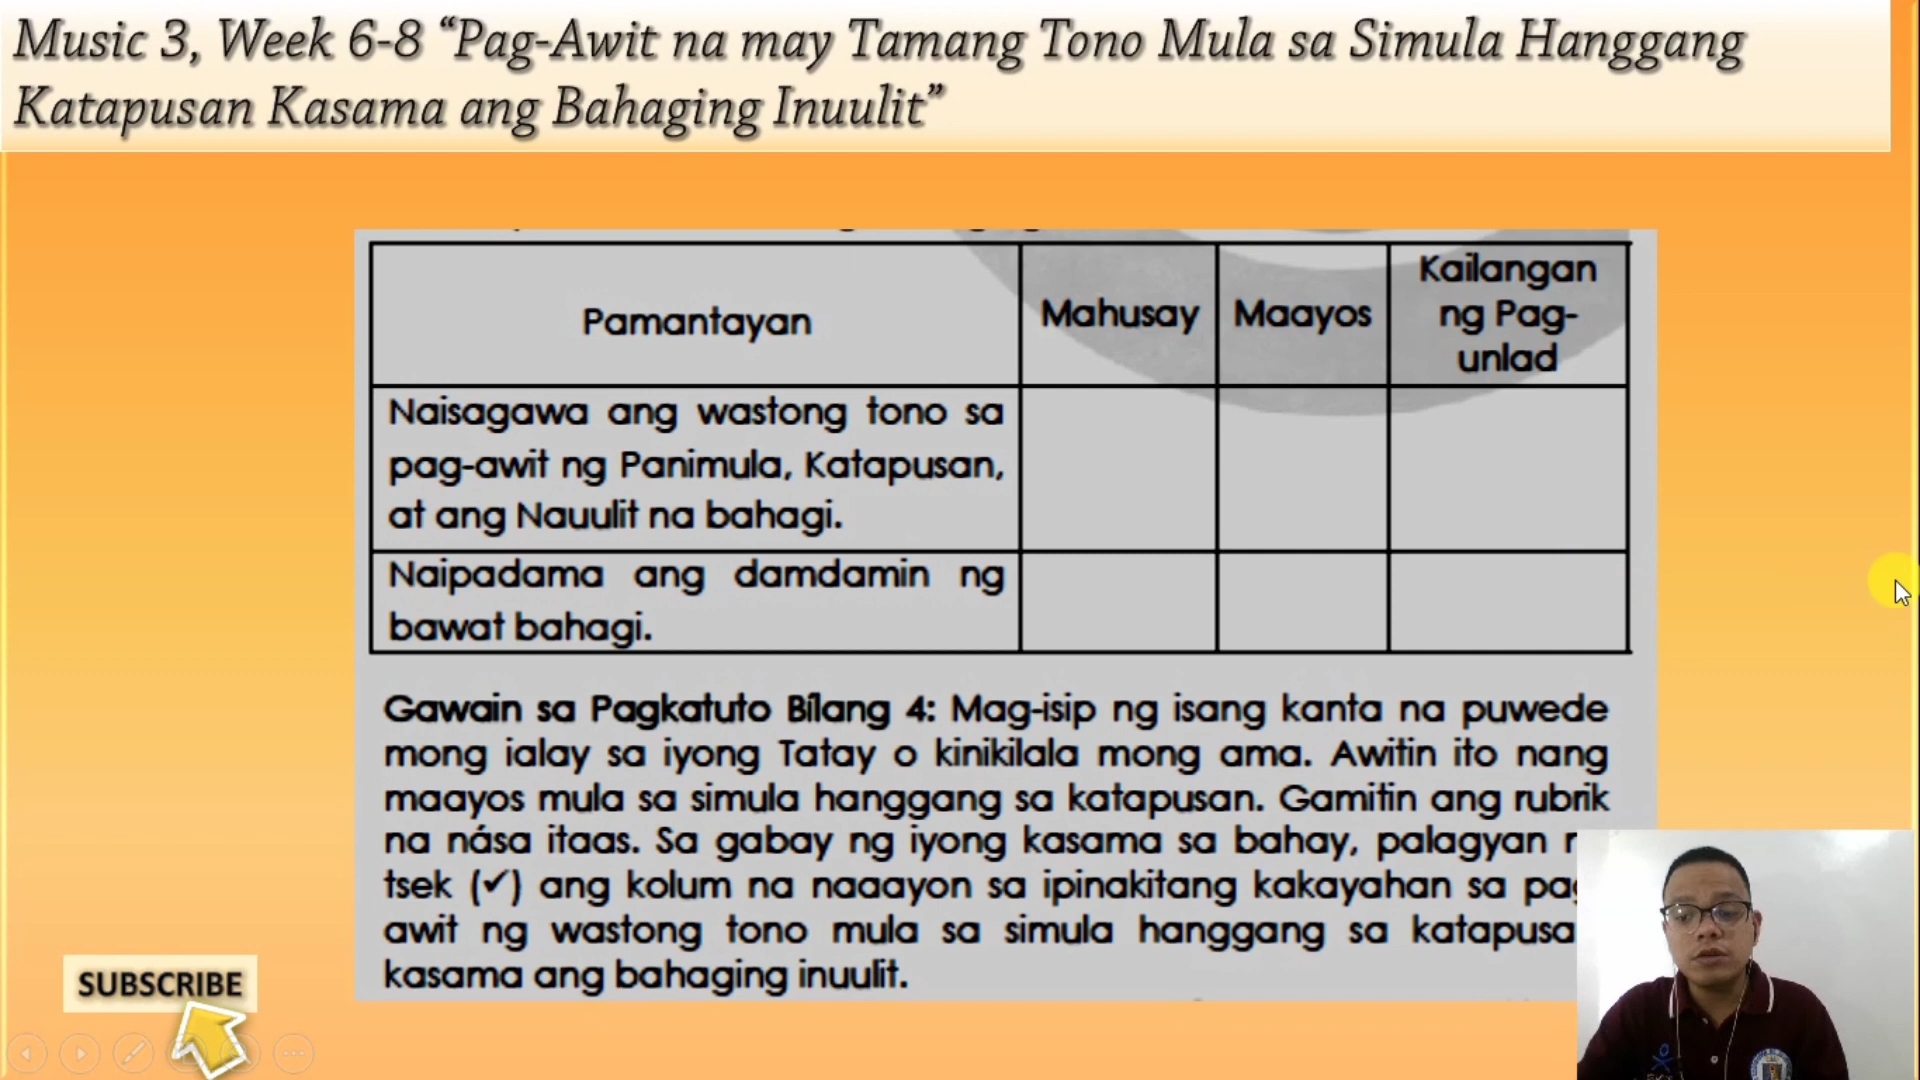 Music 3, Week 6-8 “Pag-Awit na may Tamang Tono Mula sa Simula Hanggang
Katapusan Kasama ang Bahaging Inuulit”
Pamantayan
Mahusay
Maayos
Kailangan
ng Pag-
unlad
Naisagawa ang wastong tono sa
pag-awit ng Panimula, Katapusan,
at ang Nauulit na bahagi.
Naipadama ang damdamin ng
bawat bahagi.
Gawain sa Pagkatuto Bílang 4: Mag-isip ng isang kanta na puwede
mong ialay sa iyong Tatay o kinikilala mong ama. Awitin ito nang
maayos mula sa simula hanggang sa katapusan. Gamitin ang rubrik
na nása itaas. Sa gabay ng iyong kasama sa bahay, palagyan
tsek (✓) ang kolum na naaayon sa ipinakitang kakayahan sa pag
awit ng wastong tono mula sa simula hanggang sa katapusa
kasama ang bahaging inuulit.
SUBSCRIBE